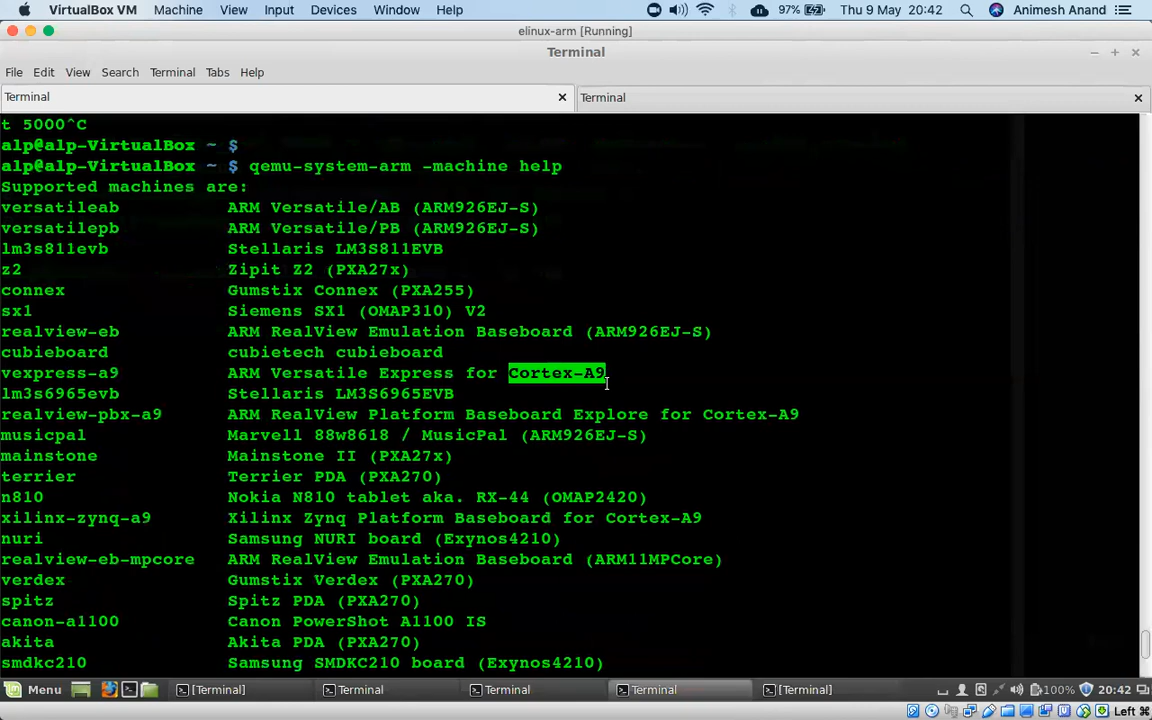 VirtualBox VM Machine View Input Devices Window Help 97% Thu 9 May 20:42 Animesh Anand
elinux-arm [Running]
Terminal
File Edit View Search Terminal Tabs Help
Terminal Terminal
t 5000^C
alp@alp-VirtualBox ~ $
alp@alp-VirtualBox ~ $ qemu-system-arm -machine help
Supported machines are:
versatileab ARM Versatile/AB (ARM926EJ-S)
versatilepb ARM Versatile/PB (ARM926EJ-S)
lm3s811evb Stellaris LM3S811EVB
z2 Zipit Z2 (PXA27x)
connex Gumstix Connex (PXA255)
sx1 Siemens SX1 (OMAP310) V2
realview-eb ARM RealView Emulation Baseboard (ARM926EJ-S)
cubieboard cubietech cubieboard
vexpress-a9 ARM Versatile Express for Cortex-A9
lm3s6965evb Stellaris LM3S6965EVB
realview-pbx-a9 ARM RealView Platform Baseboard Explore for Cortex-A9
musicpal Marvell 88w8618 / MusicPal (ARM926EJ-S)
mainstone Mainstone II (PXA27x)
terrier Terrier PDA (PXA270)
n810 Nokia N810 tablet aka. RX-44 (OMAP2420)
xilinx-zynq-a9 Xilinx Zynq Platform Baseboard for Cortex-A9
nuri Samsung NURI board (Exynos4210)
realview-eb-mpcore ARM RealView Emulation Baseboard (ARM11MPCore)
verdex Gumstix Verdex (PXA270)
spitz Spitz PDA (PXA270)
canon-a1100 Canon PowerShot A1100 IS
akita Akita PDA (PXA270)
smdkc210 Samsung SMDKC210 board (Exynos4210)
Menu [Terminal] Terminal Terminal Terminal [Terminal] 100% 20:42
Left ⌘